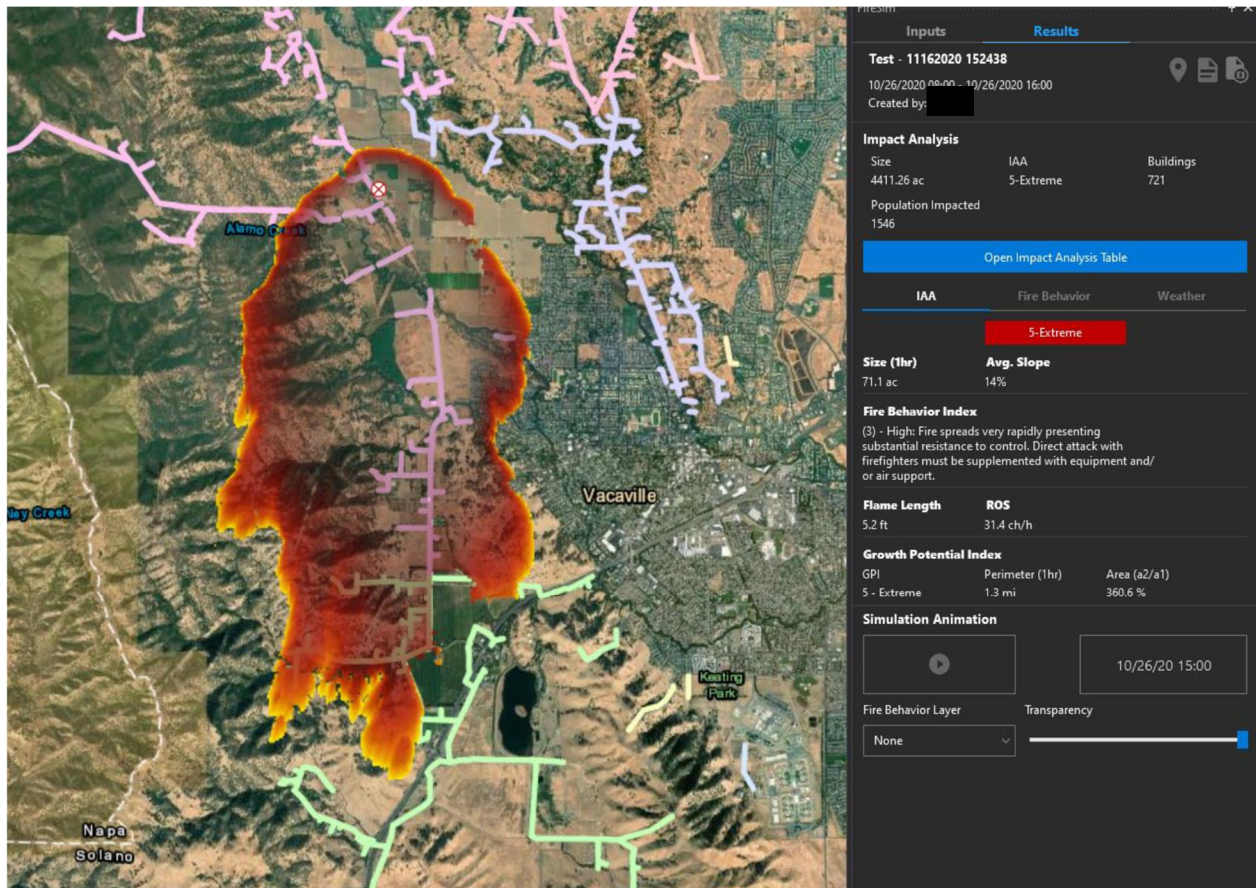 Alamo Creek
Vacaville
Keating
Park
Napa
Solano
FireSim
Inputs
Results
Test - 11162020 152438
10/26/2020 08:00 - 10/26/2020 16:00
Created by:
Impact Analysis
Size
IAA
Buildings
4411.26 ac
5-Extreme
721
Population Impacted
1546
Open Impact Analysis Table
IAA
Fire Behavior
Weather
5-Extreme
Size (1hr)
Avg. Slope
71.1 ac
14%
Fire Behavior Index
(3) - High: Fire spreads very rapidly presenting
substantial resistance to control. Direct attack with
firefighters must be supplemented with equipment and/
or air support.
Flame Length
ROS
5.2 ft
31.4 ch/h
Growth Potential Index
GPI
Perimeter (1hr)
Area (a2/a1)
5 - Extreme
1.3 mi
360.6 %
Simulation Animation
10/26/20 15:00
Fire Behavior Layer
Transparency
None